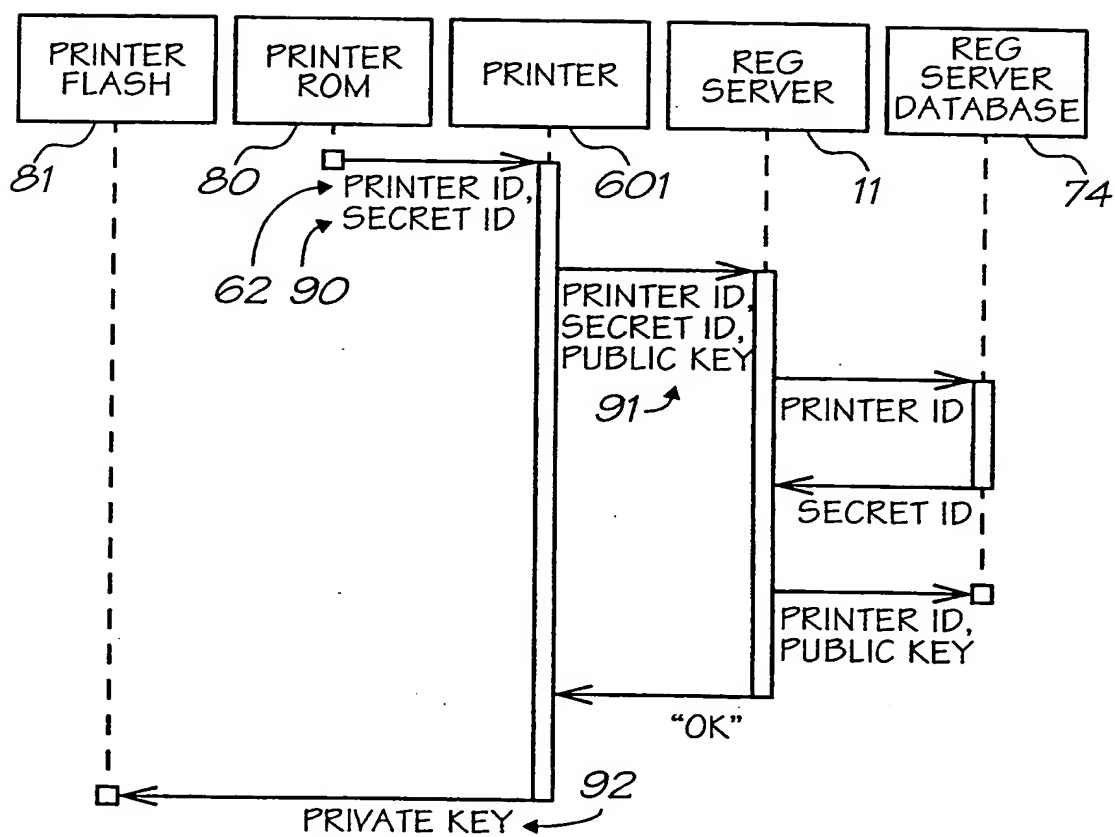 PRINTER
FLASH
PRINTER
ROM
PRINTER
REG
SERVER
REG
SERVER
DATABASE
81
80
601
11
74
PRINTER ID,
SECRET ID
62 90
PRINTER ID,
SECRET ID,
PUBLIC KEY
91
PRINTER ID
SECRET ID
PRINTER ID,
PUBLIC KEY
"OK"
92
PRIVATE KEY